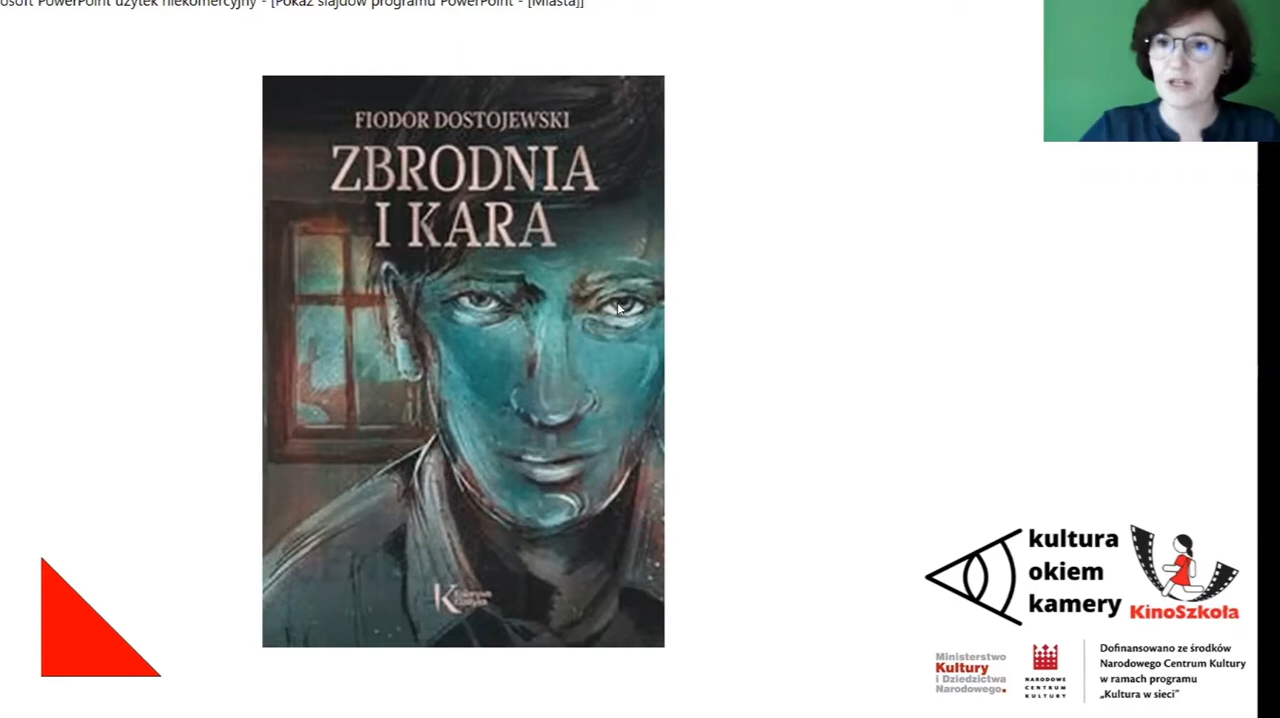 osoft PowerPoint użytek niekomercyjny - [Pokaz slajdów programu PowerPoint - [Miasta]]
FIODOR DOSTOJEWSKI
ZBRODNIA
I KARA
kultura
okiem
kamery
KinoSzkoła
Ministerstwo
Kultury
i Dziedzictwa
Narodowego.
NARODOWE
CENTRUM
KULTURY
Dofinansowano ze środków
Narodowego Centrum Kultury
w ramach programu
„Kultura w sieci”